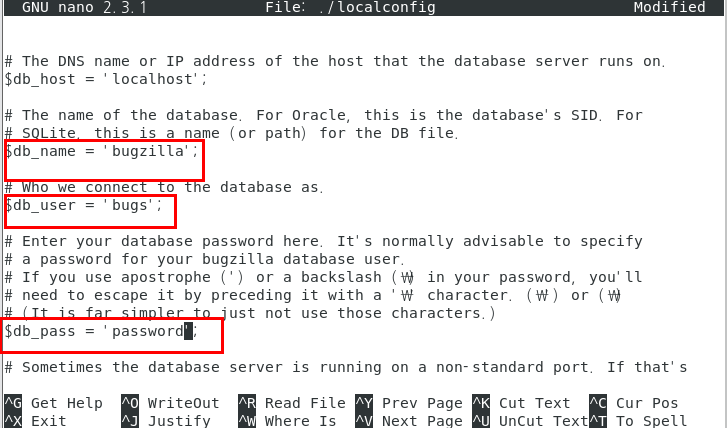 GNU nano 2.3.1 File: ./localconfig Modified
# The DNS name or IP address of the host that the database server runs on.
$db_host = 'localhost';
# The name of the database. For Oracle, this is the database's SID. For
# SQLite, this is a name (or path) for the DB file.
$db_name = 'bugzilla';
# Who we connect to the database as.
$db_user = 'bugs';
# Enter your database password here. It's normally advisable to specify
# a password for your bugzilla database user.
# If you use apostrophe (') or a backslash (₩) in your password, you'll
# need to escape it by preceding it with a '₩' character. (₩') or (₩)
# (It is far simpler to just not use those characters.)
$db_pass = 'password';
# Sometimes the database server is running on a non-standard port. If that's
^G Get Help ^O WriteOut ^R Read File ^Y Prev Page ^K Cut Text ^C Cur Pos
^X Exit ^J Justify ^W Where Is ^V Next Page ^U UnCut Text ^T To Spell